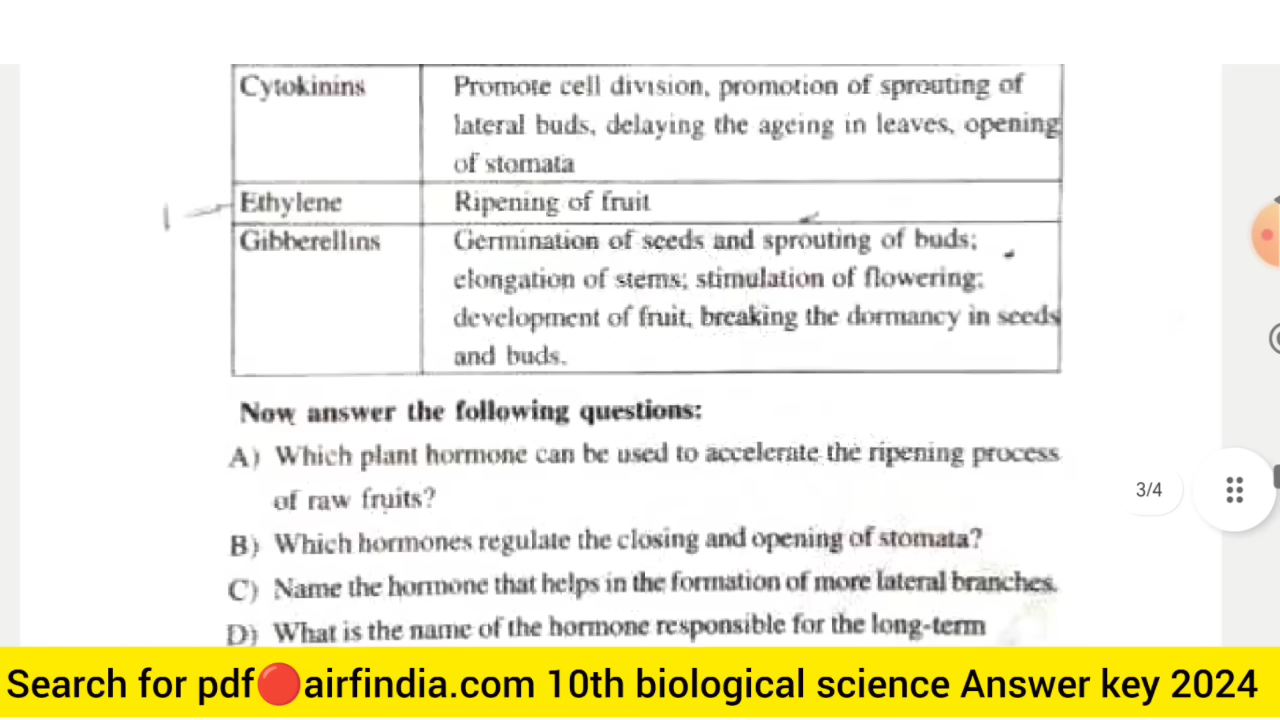 Cytokinins Promote cell division, promotion of sprouting of
lateral buds, delaying the ageing in leaves, opening
of stomata
Ethylene Ripening of fruit
Gibberellins Germination of seeds and sprouting of buds;
elongation of stems; stimulation of flowering;
development of fruit, breaking the dormancy in seeds
and buds.
Now answer the following questions:
A) Which plant hormone can be used to accelerate the ripening process
of raw fruits?
B) Which hormones regulate the closing and opening of stomata?
C) Name the hormone that helps in the formation of more lateral branches.
D) What is the name of the hormone responsible for the long-term
3/4
Search for pdf🔴airfindia.com 10th biological science Answer key 2024